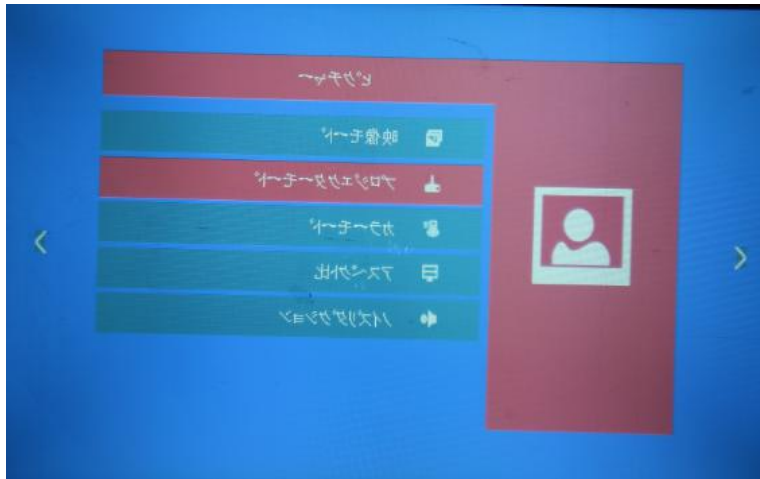 ピクチャー
映像モード
プロジェクターモード
カラーモード
アスペクト比
ノイズリダクション